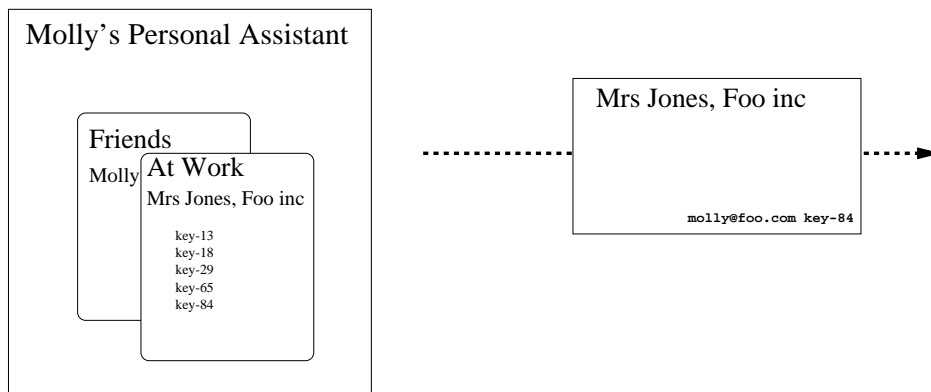 Molly's Personal Assistant
Friends
Molly
At Work
Mrs Jones, Foo inc
key-13
key-18
key-29
key-65
key-84
Mrs Jones, Foo inc
molly@foo.com key-84